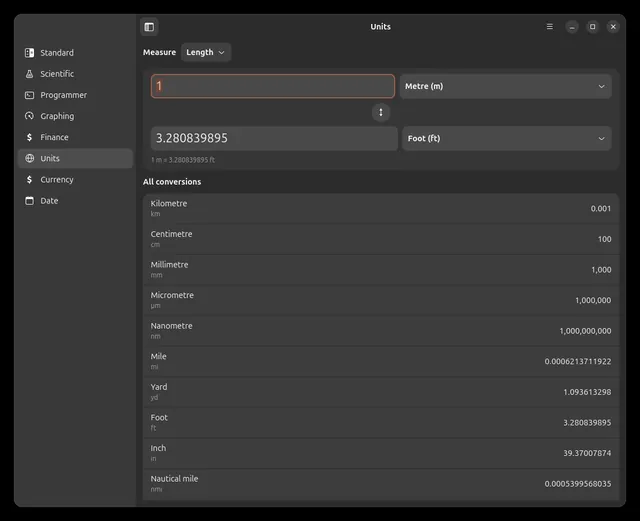 Units
Standard
Scientific
Programmer
Graphing
$ Finance
Units
$ Currency
Date
Measure Length
1 Metre (m)
3.280839895 Foot (ft)
1 m = 3.280839895 ft
All conversions
Kilometre
km
0.001
Centimetre
cm
100
Millimetre
mm
1,000
Micrometre
µm
1,000,000
Nanometre
nm
1,000,000,000
Mile
mi
0.0006213711922
Yard
yd
1.093613298
Foot
ft
3.280839895
Inch
in
39.37007874
Nautical mile
nmi
0.0005399568035